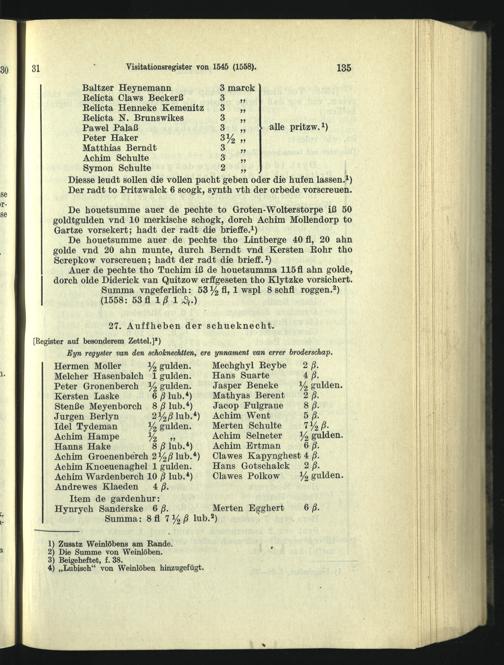 31 Visitationsregister von 1545 (1558). 135
Baltzer Heynemann 3 marck
Relicta Claws Beckerß 3 „
Relicta Henneke Kemenitz 3 „
Relicta N. Brunswikes 3 „
Pawel Palaß 3 „ alle pritzw.¹)
Peter Haker 3½ „
Matthias Berndt 3 „
Achim Schulte 3 „
Symon Schulte 2 „
Diesse leudt sollen die vollen pacht geben oder die hufen lassen.¹)
Der radt to Pritzwalck 6 scogk, synth vth der orbede vorscreuen.
De houetsumme auer de pechte to Groten-Wolterstorpe iß 50
goldtgulden vnd 10 merkische schogk, dorch Achim Mollendorp to
Gartze vorsekert; hadt der radt die brieffe.¹)
De houetsumme auer de pechte tho Lintberge 40 fl, 20 ahn
golde vnd 20 ahn munte, durch Berndt vnd Kersten Rohr tho
Screpkow vorscreuen; hadt der radt die brieff.¹)
Auer de pechte tho Tuchim iß de houetsumme 115 fl ahn golde,
dorch olde Diderick van Quitzow erffgeseten tho Klytzke vorsichert.
Summa vngeferlich: 53½ fl, 1 wspl 8 schfl roggen.²)
(1558: 53 fl 1 β 1 ₰.)
27. Auffheben der schueknecht.
[Register auf besonderem Zettel.]³)
Eyn regyster van den schoknechtten, ere ynnament van errer broderschap.
Hermen Moller ½ gulden. Mechghyl Reybe 2 β.
Melcher Hasenbalch 1 gulden. Hans Suarte 4 β.
Peter Gronenberch ½ gulden. Jasper Beneke ½ gulden.
Kersten Laske 6 β lub.⁴) Mathyas Berent 2 β.
Stenße Meyenborch 8 β lub.⁴) Jacop Fulgraue 8 β.
Jurgen Berlyn 2½ β lub.⁴) Achim Went 5 β.
Idel Tydeman ½ gulden. Merten Schulte 7½ β.
Achim Hampe ½ „ Achim Selneter ½ gulden.
Hanns Hake 8 β lub.⁴) Achim Ertman 6 β.
Achim Groenenberch 2½ β lub.⁴) Clawes Kapynghest 4 β.
Achim Knoeuenaghel 1 gulden. Hans Gotschalck 2 β.
Achim Wardenberch 10 β lub.⁴) Clawes Polkow ½ gulden.
Andrewes Klaeden 4 β.
Item de gardenhur:
Hynrych Sanderske 6 β. Merten Egghert 6 β.
Summa: 8 fl 7½ β lub.²)
1) Zusatz Weinlöbens am Rande.
2) Die Summe von Weinlöben.
3) Beigeheftet, f. 38.
4) „Lubisch“ von Weinlöben hinzugefügt.